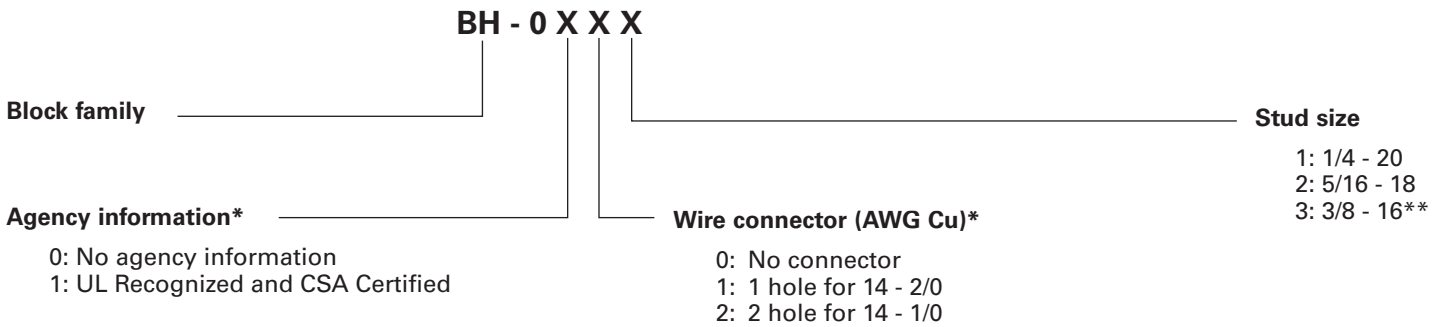 BH - 0 X X X
Block family
Agency information*
0: No agency information
1: UL Recognized and CSA Certified
Wire connector (AWG Cu)*
0: No connector
1: 1 hole for 14 - 2/0
2: 2 hole for 14 - 1/0
Stud size
1: 1/4 - 20
2: 5/16 - 18
3: 3/8 - 16**